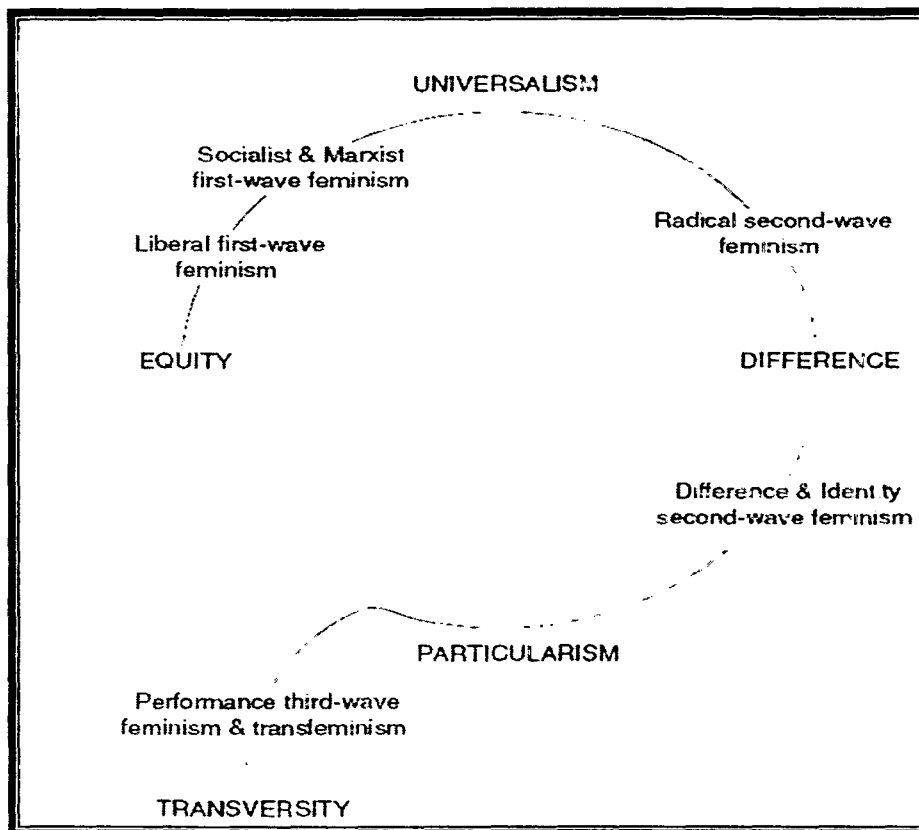 UNIVERSALISM
Socialist & Marxist
first-wave feminism
Liberal first-wave
feminism
Radical second-wave
feminism
EQUITY
DIFFERENCE
Difference & Identity
second-wave feminism
PARTICULARISM
Performance third-wave
feminism & transfeminism
TRANSVERSITY